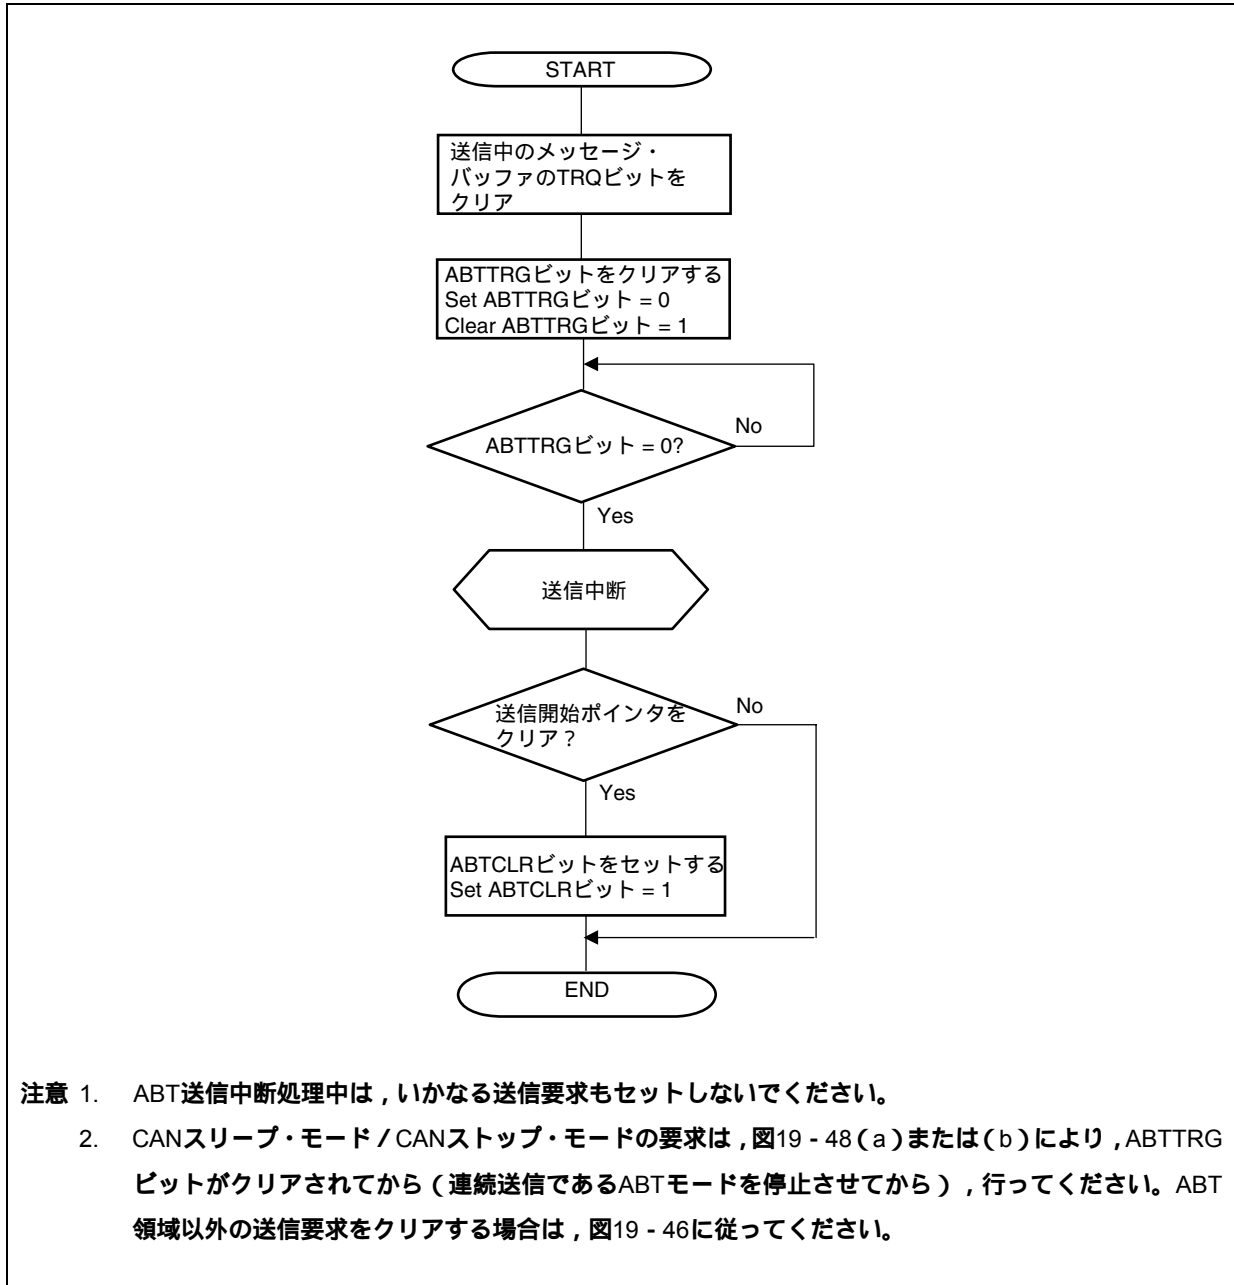 START
送信中のメッセージ・
バッファのTRQビットを
クリア
ABTTRGビットをクリアする
Set ABTTRGビット = 0
Clear ABTTRGビット = 1
No
ABTTRGビット = 0?
Yes
送信中断
No
送信開始ポインタを
クリア？
Yes
ABTCLRビットをセットする
Set ABTCLRビット = 1
END
注意 1. ABT送信中断処理中は，いかなる送信要求もセットしないでください。
2. CANスリープ・モード／CANストップ・モードの要求は，図19 - 48（a）または（b）により，ABTTRG
ビットがクリアされてから（連続送信であるABTモードを停止させてから），行ってください。ABT
領域以外の送信要求をクリアする場合は，図19 - 46に従ってください。